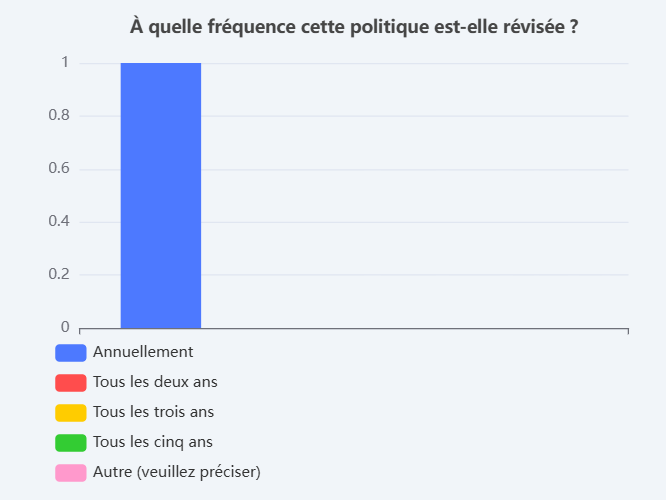 À quelle fréquence cette politique est-elle révisée ?
1
0.8
0.6
0.4
0.2
0
Annuellement
Tous les deux ans
Tous les trois ans
Tous les cinq ans
Autre (veuillez préciser)